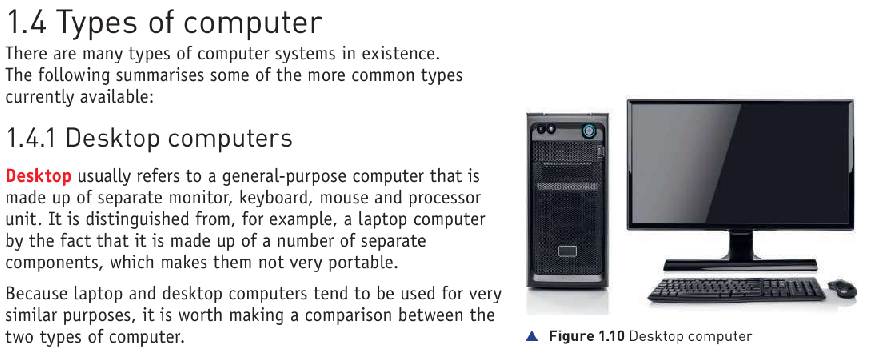 1.4 Types of computer
There are many types of computer systems in existence.
The following summarises some of the more common types
currently available:
1.4.1 Desktop computers
Desktop usually refers to a general-purpose computer that is
made up of separate monitor, keyboard, mouse and processor
unit. It is distinguished from, for example, a laptop computer
by the fact that it is made up of a number of separate
components, which makes them not very portable.
Because laptop and desktop computers tend to be used for very
similar purposes, it is worth making a comparison between the
two types of computer.
▲ Figure 1.10 Desktop computer